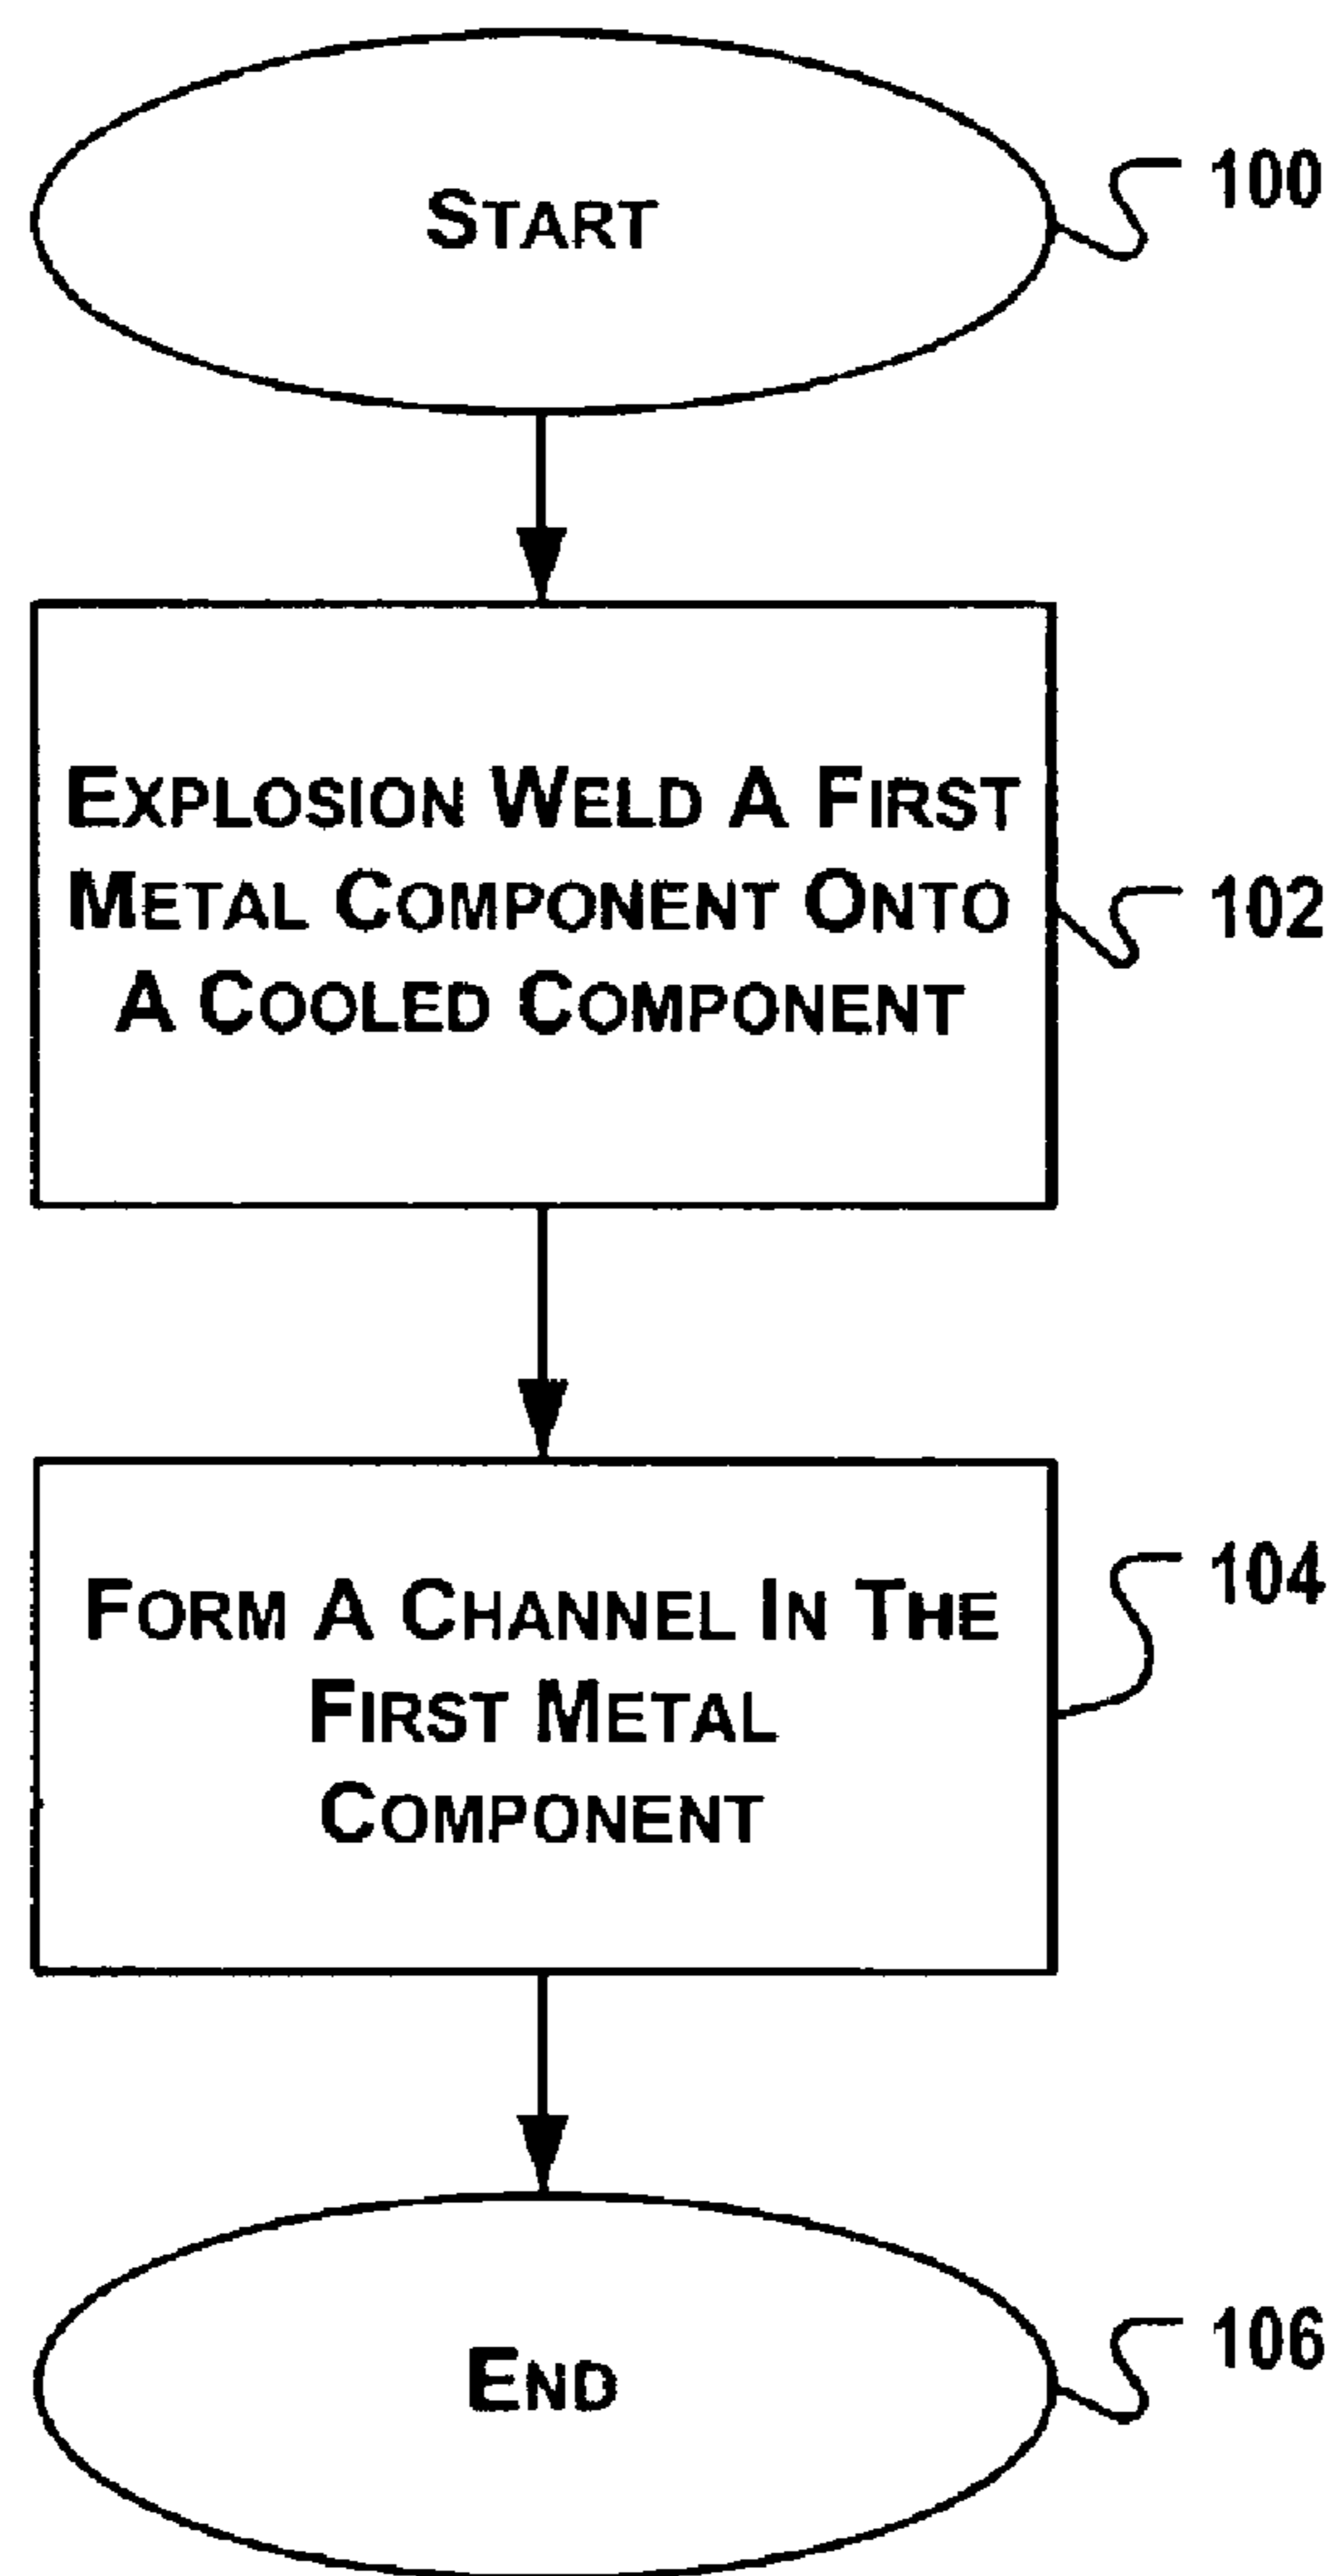 START
100
EXPLOSION WELD A FIRST
METAL COMPONENT ONTO
A COOLED COMPONENT
102
FORM A CHANNEL IN THE
FIRST METAL
COMPONENT
104
END
106